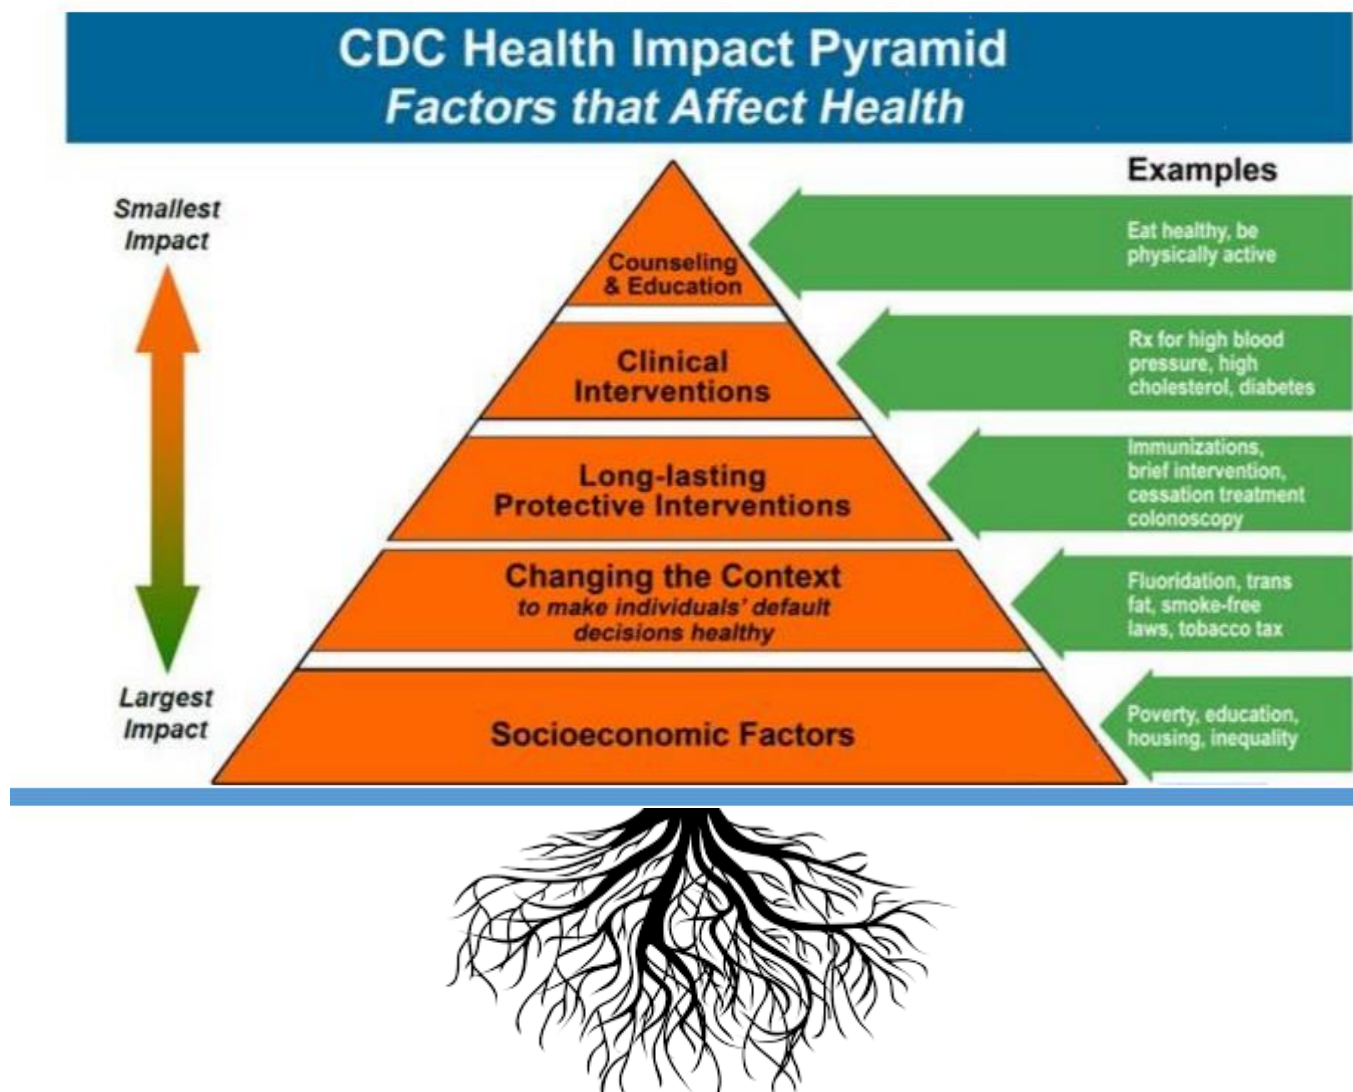 CDC Health Impact Pyramid
Factors that Affect Health
Examples
Smallest
Impact
Counseling
& Education
Eat healthy, be
physically active
Clinical
Interventions
Rx for high blood
pressure, high
cholesterol, diabetes
Long-lasting
Protective Interventions
Immunizations,
brief intervention,
cessation treatment
colonoscopy
Changing the Context
to make individuals’ default
decisions healthy
Fluoridation, trans
fat, smoke-free
laws, tobacco tax
Largest
Impact
Socioeconomic Factors
Poverty, education,
housing, inequality